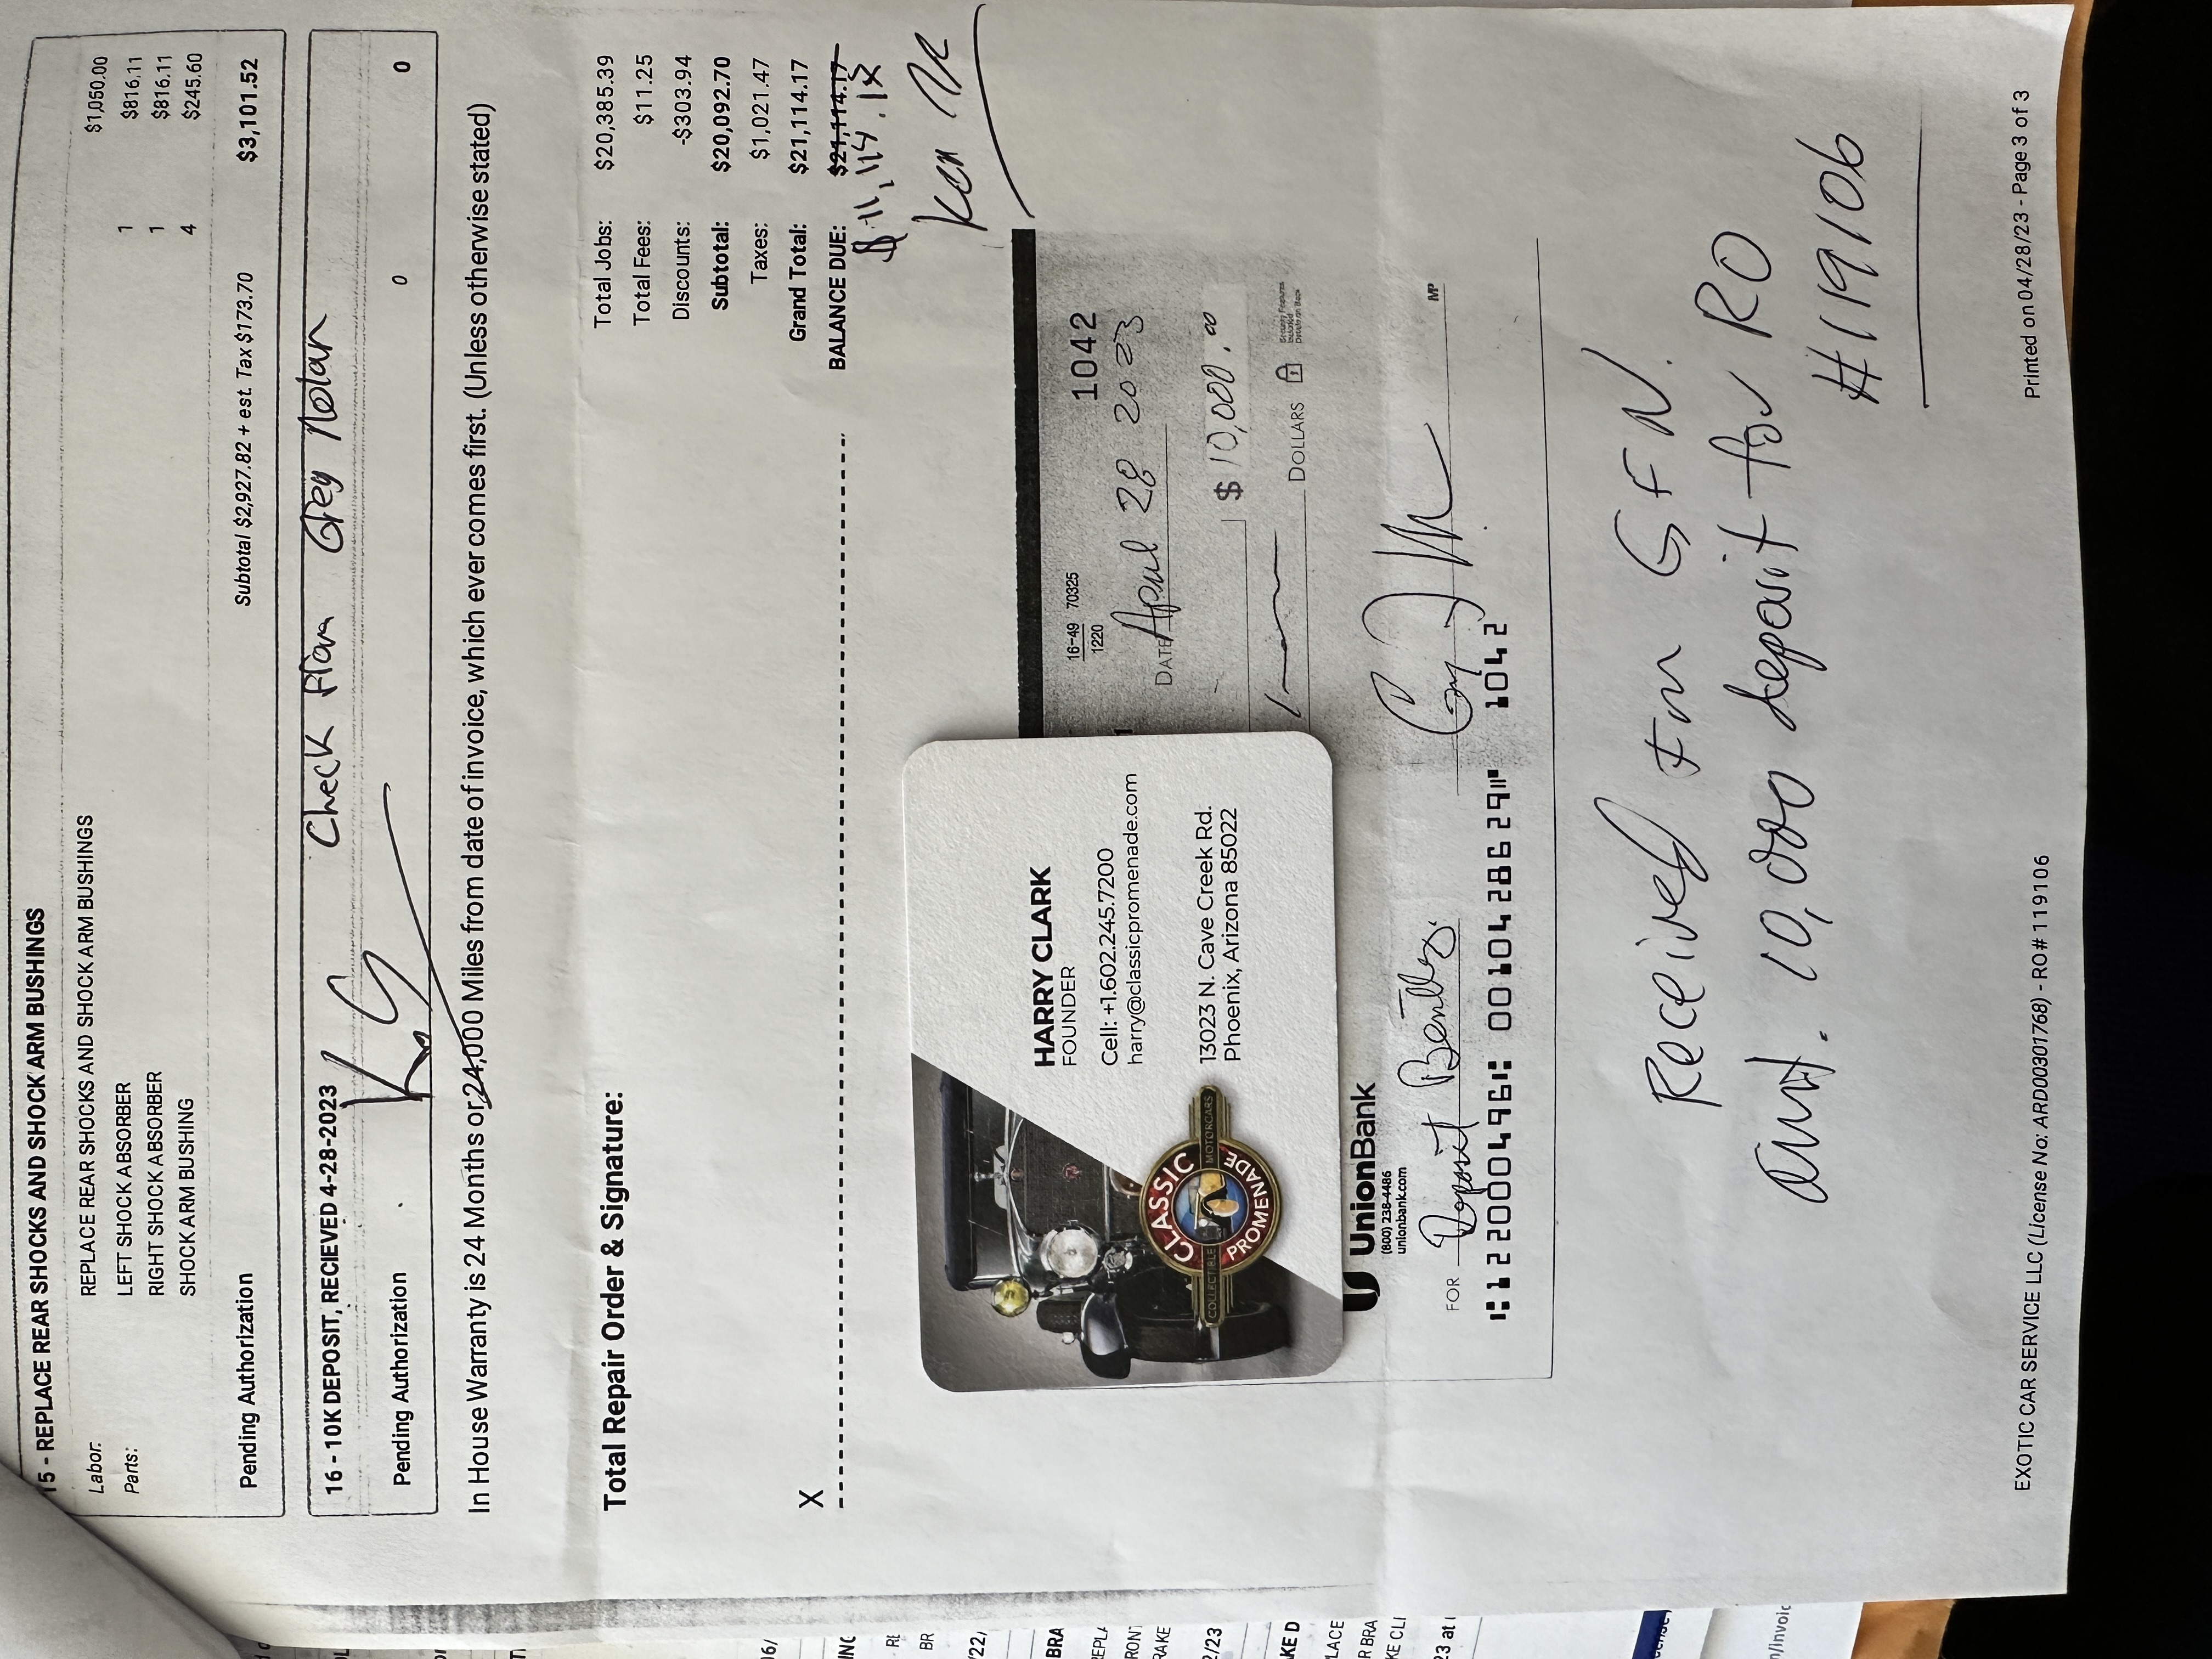 15 - REPLACE REAR SHOCKS AND SHOCK ARM BUSHINGS
Labor: REPLACE REAR SHOCKS AND SHOCK ARM BUSHINGS $1,050.00
Parts: LEFT SHOCK ABSORBER 1 $816.11
RIGHT SHOCK ABSORBER 1 $816.11
SHOCK ARM BUSHING 4 $245.60
Pending Authorization Subtotal $2,927.82 + est. Tax $173.70 $3,101.52
16 - 10K DEPOSIT, RECIEVED 4-28-2023 Check From Greg Nolan
Pending Authorization 0 0
In House Warranty is 24 Months or 24,000 Miles from date of invoice, which ever comes first. (Unless otherwise stated)
Total Repair Order & Signature:
Total Jobs: $20,385.39
Total Fees: $11.25
Discounts: -$303.94
Subtotal: $20,092.70
Taxes: $1,021.47
Grand Total: $21,114.17
X
BALANCE DUE: $21,114.17
$11,114.17
Ken
1042
16-49 70325
1220
DATE April 28 2023
$ 10,000.00
DOLLARS
Security Features
Included
Details on Back
HARRY CLARK
FOUNDER
Cell: +1.602.245.7200
harry@classicpromenade.com
13023 N. Cave Creek Rd.
Phoenix, Arizona 85022
CLASSIC
COLLECTIBLE MOTORCARS
PROMENADE
UnionBank
(800) 238-4486
unionbank.com
FOR Deposit Bentley
MP
⑆122000496⑆ 0010428629⑈ 1042
Received fm GFN.
amt. 10,000 deposit for RO
#119106
EXOTIC CAR SERVICE LLC (License No: ARD00301768) - RO# 119106
Printed on 04/28/23 - Page 3 of 3